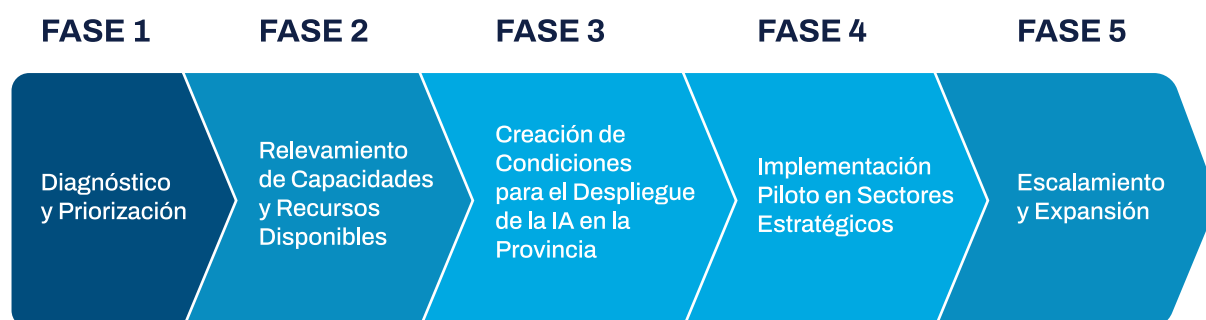 FASE 1
Diagnóstico
y Priorización
FASE 2
Relevamiento
de Capacidades
y Recursos
Disponibles
FASE 3
Creación de
Condiciones
para el Despliegue
de la IA en la
Provincia
FASE 4
Implementación
Piloto en Sectores
Estratégicos
FASE 5
Escalamiento
y Expansión